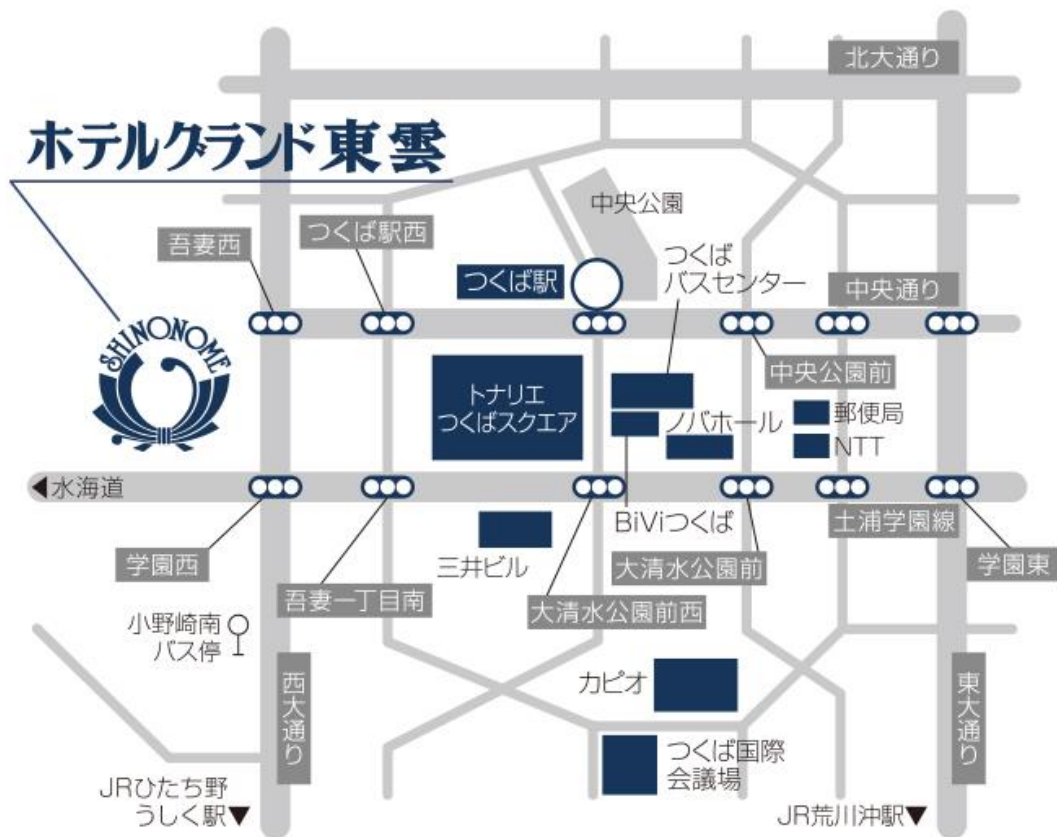 北大通り
ホテルグランド東雲
中央公園
つくば駅西
吾妻西
つくば
バスセンター
つくば駅
中央通り
SHINONOME
中央公園前
トナリエ
つくばスクエア
ノバホール
郵便局
NTT
◀水海道
BiViつくば
土浦学園線
学園西
三井ビル
大清水公園前
学園東
吾妻一丁目南
大清水公園前西
小野崎南
バス停
西大通り
カピオ
東大通り
つくば国際
会議場
JRひたち野
うしく駅▼
JR荒川沖駅▼